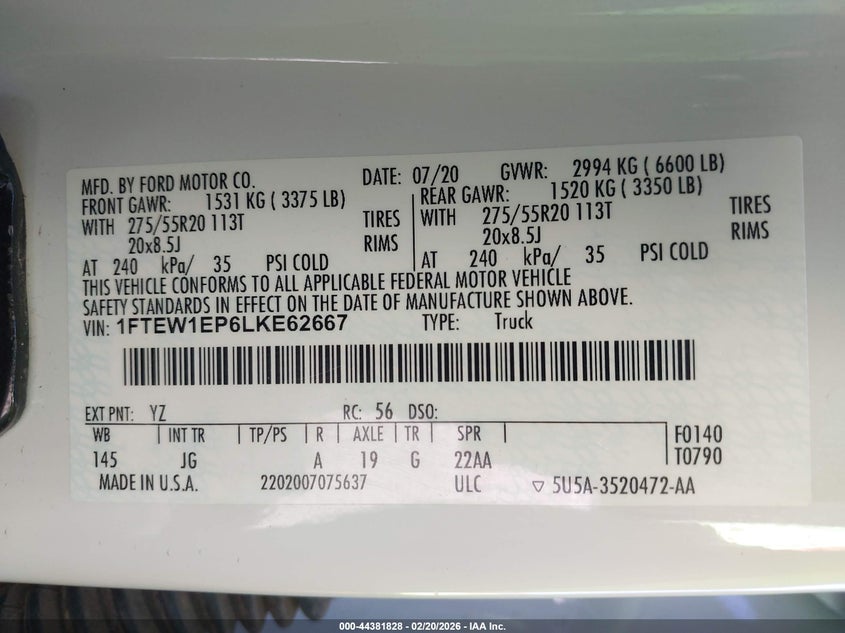 MFD. BY FORD MOTOR CO. DATE: 07/20 GVWR: 2994 KG ( 6600 LB)
FRONT GAWR: 1531 KG ( 3375 LB) REAR GAWR: 1520 KG ( 3350 LB)
WITH 275/55R20 113T TIRES WITH 275/55R20 113T TIRES
20x8.5J RIMS 20x8.5J RIMS
AT 240 kPa/ 35 PSI COLD AT 240 kPa/ 35 PSI COLD
THIS VEHICLE CONFORMS TO ALL APPLICABLE FEDERAL MOTOR VEHICLE
SAFETY STANDARDS IN EFFECT ON THE DATE OF MANUFACTURE SHOWN ABOVE.
VIN: 1FTEW1EP6LKE62667 TYPE: Truck
EXT PNT: YZ RC: 56 DSO:
WB INT TR TP/PS R AXLE TR SPR F0140
145 JG A 19 G 22AA T0790
MADE IN U.S.A. 2202007075637 ULC ▽ 5U5A-3520472-AA
000-44381828 - 02/20/2026 - IAA Inc.